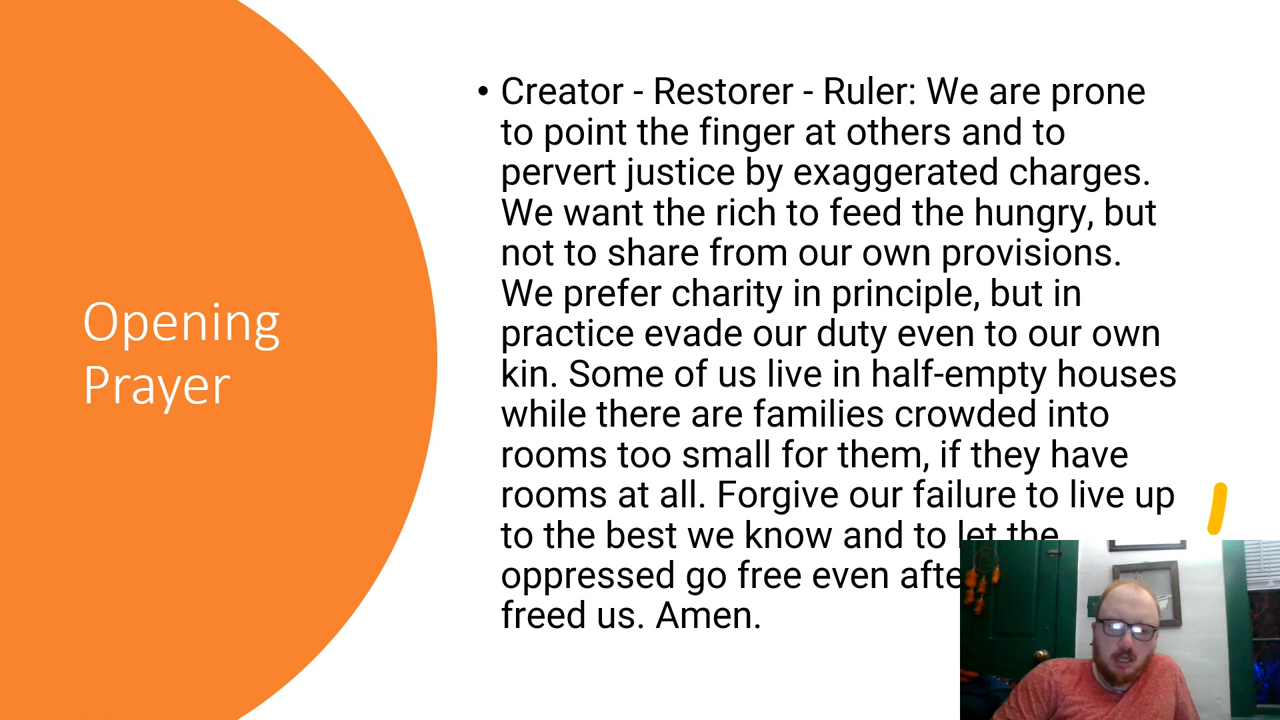 Opening
Prayer
• Creator - Restorer - Ruler: We are prone
to point the finger at others and to
pervert justice by exaggerated charges.
We want the rich to feed the hungry, but
not to share from our own provisions.
We prefer charity in principle, but in
practice evade our duty even to our own
kin. Some of us live in half-empty houses
while there are families crowded into
rooms too small for them, if they have
rooms at all. Forgive our failure to live up
to the best we know and to let the
oppressed go free even
freed us. Amen.